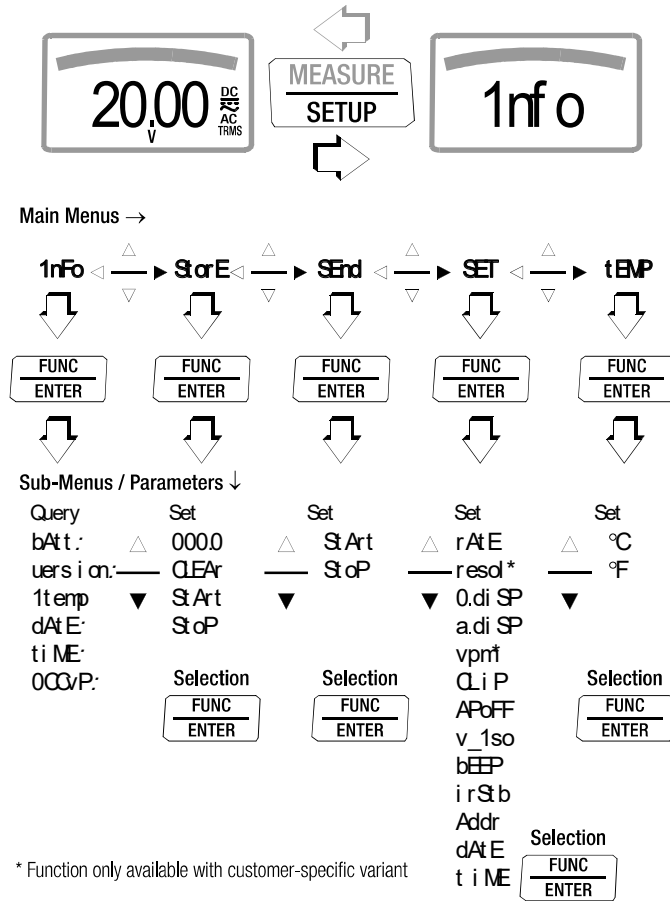 20.00 V DC AC TRMS
MEASURE
SETUP
1nf o
Main Menus →
1nFo StorE SEnd SET tEMP
FUNC FUNC FUNC FUNC FUNC
ENTER ENTER ENTER ENTER ENTER
Sub-Menus / Parameters ↓
Query Set Set Set Set
bAtt: 000.0 StArt rAtE °C
uersion: CLEAr StoP resol* °F
1temp StArt 0.diSP
dAtE: StoP a.diSP
tiME: vpm*
0CCvP: Selection Selection CLiP Selection
FUNC FUNC APoFF FUNC
ENTER ENTER v_1so ENTER
bEEP
irStb
Addr
dAtE Selection
tiME FUNC
ENTER
* Function only available with customer-specific variant